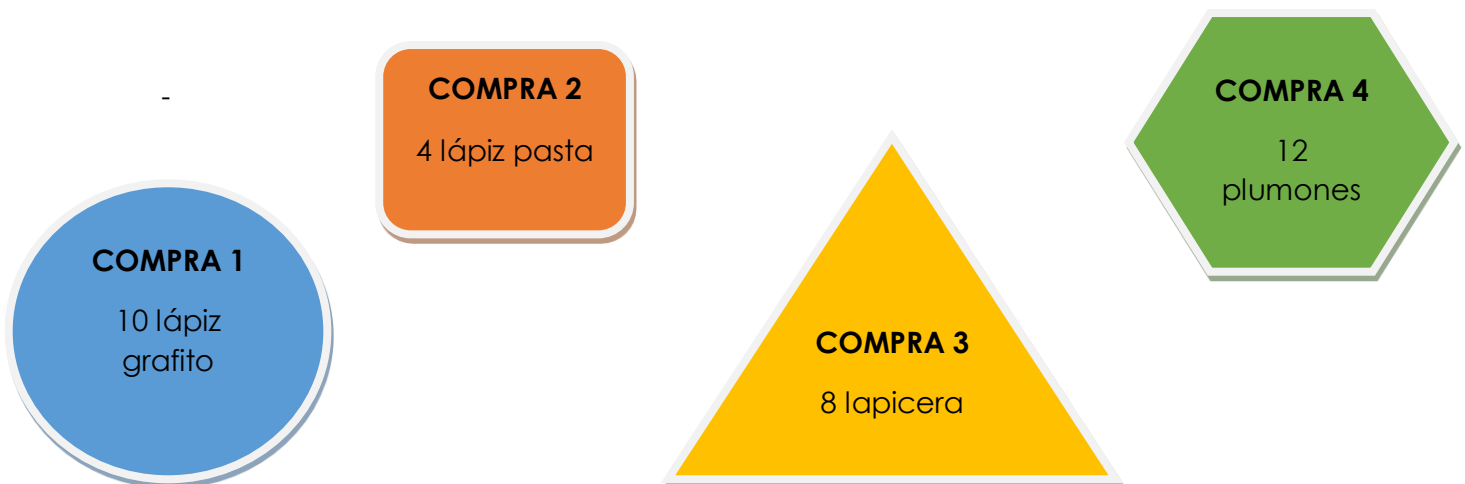 -
COMPRA 1
10 lápiz
grafito
COMPRA 2
4 lápiz pasta
COMPRA 3
8 lapicera
COMPRA 4
12
plumones